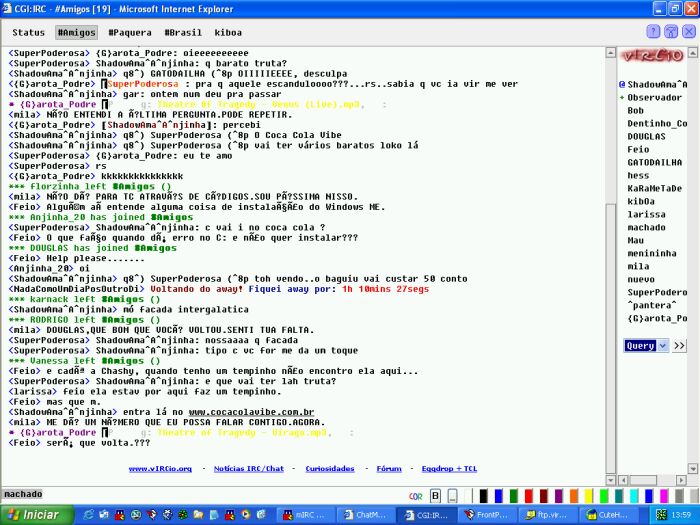 CGI:IRC - #Amigos [19] - Microsoft Internet Explorer
Status #Amigos #Paquera #Brasil kiboa
<SuperPoderosa> {G}arota_Podre: oieeeeeeeeee
<SuperPoderosa> ShadowAma^A^njinha: q barato truta?
<ShadowAma^A^njinha> q8^) GATODAILHA (^8p OIIIIIEEEE, desculpa
<{G}arota_Podre> [SuperPoderosa : pra q aquele escanduloooo???...rs..sabia q vc ia vir me ver
<ShadowAma^A^njinha> gar: ontem num deu pra passar
* {G}arota_Podre g: Theatre Of Tragedy - Venus (Live).mp3, :
<mila> NÃ?O ENTENDI A Ã?LTIMA PERGUNTA.PODE REPETIR.
<{G}arota_Podre> [ShadowAma^A^njinha]: percebi
<ShadowAma^A^njinha> q8^) SuperPoderosa (^8p O Coca Cola Vibe
<ShadowAma^A^njinha> q8^) SuperPoderosa (^8p vai ter vários baratos loko lá
<SuperPoderosa> {G}arota_Podre: eu te amo
<SuperPoderosa> rs
<{G}arota_Podre> kkkkkkkkkkkkkkk
*** florzinha left #Amigos ()
<mila> NÃ?O DÃ? PARA TC ATRAVÃ?S DE CÃ?DIGOS.SOU PÃ?SSIMA NISSO.
<Feio> AlguÃ©m aÃ­ entende alguma coisa de instalaÃ§Ã£o do Windows ME.
*** Anjinha_20 has joined #Amigos
<SuperPoderosa> ShadowAma^A^njinha: c vai i no coca cola ?
<Feio> O que faÃ§o quando dÃ¡ erro no C: e nÃ£o quer instalar???
*** DOUGLAS has joined #Amigos
<Feio> Help please.......
<Anjinha_20> oi
<ShadowAma^A^njinha> q8^) SuperPoderosa (^8p toh vendo..o baguiu vai custar 50 conto
<NadaComoUmDiaPosOutroDi> Voltando do away! Fiquei away por: 1h 10mins 27segs
*** karnack left #Amigos ()
<ShadowAma^A^njinha> mó facada intergalatica
*** RODRIGO left #Amigos ()
<mila> DOUGLAS,QUE BOM QUE VOCÃ? VOLTOU.SENTI TUA FALTA.
<SuperPoderosa> ShadowAma^A^njinha: nossaaaa q facada
<SuperPoderosa> ShadowAma^A^njinha: tipo c vc for me da um toque
*** Vanessa left #Amigos ()
<Feio> e cadÃª a Chashy, quando tenho um tempinho nÃ£o encontro ela aqui...
<SuperPoderosa> ShadowAma^A^njinha: e que vai ter lah truta?
<larissa> feio ela estav por aqui faz um tempinho.
<Feio> mas que m.
<ShadowAma^A^njinha> entra lá no www.cocacolavibe.com.br
<mila> ME DÃ? UM NÃ?MERO QUE EU POSSA FALAR CONTIGO.AGORA.
* {G}arota_Podre g: Theatre Of Tragedy - Virago.mp3, :
<Feio> serÃ¡ que volta.???
vIRCio
@ ShadowAma^A^
+ Observador
Bob
Dentinho_Co
DOUGLAS
Feio
GATODAILHA
hess
KaRaMeTaDe
kibOa
larissa
machado
Mau
menininha
mila
nuevo
SuperPodero
^pantera^
{G}arota_Po
Query >>
www.vIRCio.org - Notícias IRC/Chat - Curiosidades - Fórum - Eggdrop + TCL
machado
COR B _
Iniciar mIRC ... ChatM... CGI:IR... FrontP... ftp.vir... CuteH... 13:59